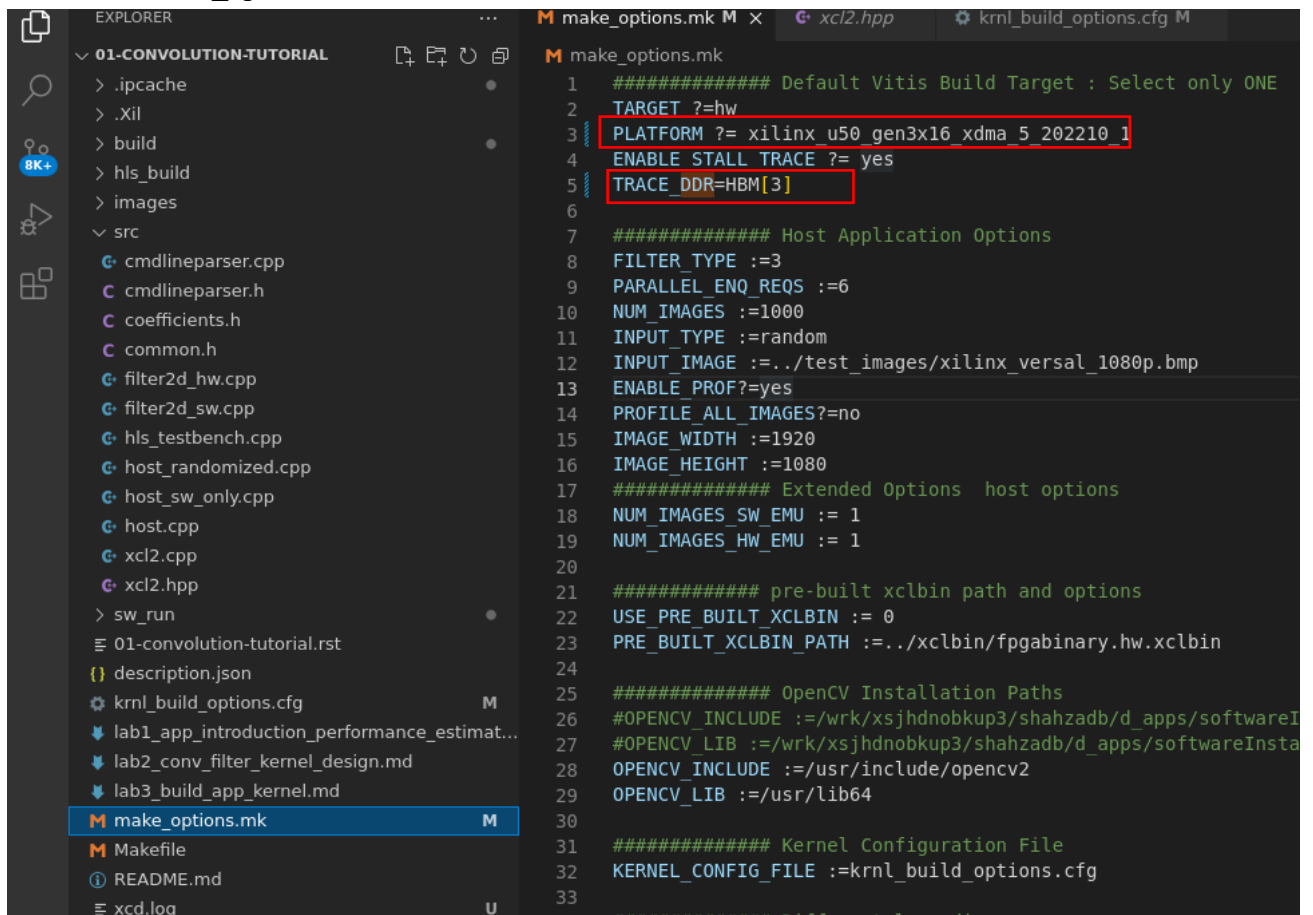 EXPLORER ...
01-CONVOLUTION-TUTORIAL
.ipcache
.Xil
build
8K+
hls_build
images
src
cmdlineparser.cpp
C cmdlineparser.h
C coefficients.h
C common.h
filter2d_hw.cpp
filter2d_sw.cpp
hls_testbench.cpp
host_randomized.cpp
host_sw_only.cpp
host.cpp
xcl2.cpp
xcl2.hpp
sw_run
01-convolution-tutorial.rst
{} description.json
krnl_build_options.cfg M
lab1_app_introduction_performance_estimat...
lab2_conv_filter_kernel_design.md
lab3_build_app_kernel.md
M make_options.mk M
M Makefile
README.md
xcd.log U
M make_options.mk M ×
xcl2.hpp
krnl_build_options.cfg M
M make_options.mk
1 ############## Default Vitis Build Target : Select only ONE
2 TARGET ?=hw
3 PLATFORM ?= xilinx_u50_gen3x16_xdma_5_202210_1
4 ENABLE_STALL_TRACE ?= yes
5 TRACE_DDR=HBM[3]
6
7 ############## Host Application Options
8 FILTER_TYPE :=3
9 PARALLEL_ENQ_REQS :=6
10 NUM_IMAGES :=1000
11 INPUT_TYPE :=random
12 INPUT_IMAGE :=../test_images/xilinx_versal_1080p.bmp
13 ENABLE_PROF?=yes
14 PROFILE_ALL_IMAGES?=no
15 IMAGE_WIDTH :=1920
16 IMAGE_HEIGHT :=1080
17 ############## Extended Options  host options
18 NUM_IMAGES_SW_EMU := 1
19 NUM_IMAGES_HW_EMU := 1
20
21 ############# pre-built xclbin path and options
22 USE_PRE_BUILT_XCLBIN := 0
23 PRE_BUILT_XCLBIN_PATH :=../xclbin/fpgabinary.hw.xclbin
24
25 ############## OpenCV Installation Paths
26 #OPENCV_INCLUDE :=/wrk/xsjhdnobkup3/shahzadb/d_apps/softwareI
27 #OPENCV_LIB :=/wrk/xsjhdnobkup3/shahzadb/d_apps/softwareInsta
28 OPENCV_INCLUDE :=/usr/include/opencv2
29 OPENCV_LIB :=/usr/lib64
30
31 ############## Kernel Configuration File
32 KERNEL_CONFIG_FILE :=krnl_build_options.cfg
33